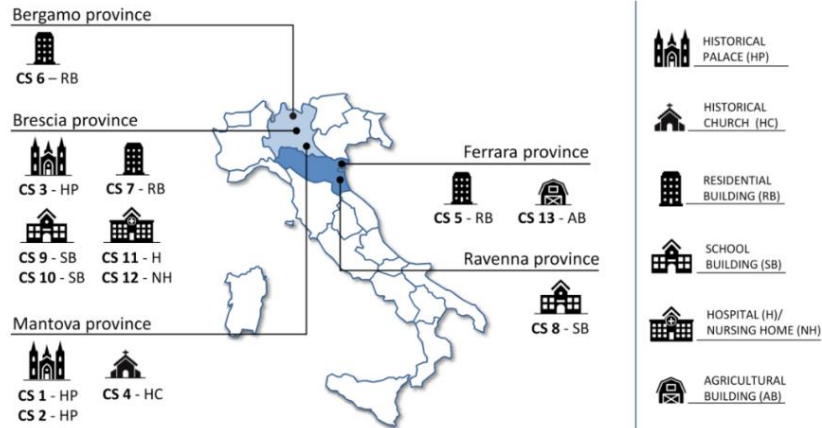 Bergamo province
CS 6 – RB
Brescia province
CS 3 - HP
CS 7 - RB
CS 9 - SB
CS 10 - SB
CS 11 - H
CS 12 - NH
Mantova province
CS 1 - HP
CS 2 - HP
CS 4 - HC
Ferrara province
CS 5 - RB
CS 13 - AB
Ravenna province
CS 8 - SB
HISTORICAL
PALACE (HP)
HISTORICAL
CHURCH (HC)
RESIDENTIAL
BUILDING (RB)
SCHOOL
BUILDING (SB)
HOSPITAL (H)/
NURSING HOME (NH)
AGRICULTURAL
BUILDING (AB)